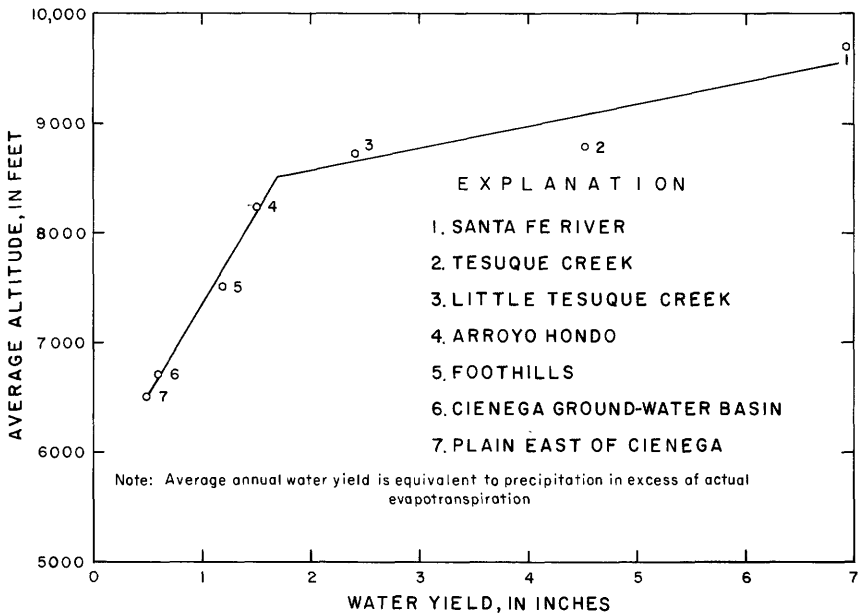 10,000
9000
8000
7000
6000
5000
AVERAGE ALTITUDE, IN FEET
1
2
3
4
5
6
7
EXPLANATION
1. SANTA FE RIVER
2. TESUQUE CREEK
3. LITTLE TESUQUE CREEK
4. ARROYO HONDO
5. FOOTHILLS
6. CIENEGA GROUND-WATER BASIN
7. PLAIN EAST OF CIENEGA
Note: Average annual water yield is equivalent to precipitation in excess of actual
evapotranspiration
0 1 2 3 4 5 6 7
WATER YIELD, IN INCHES